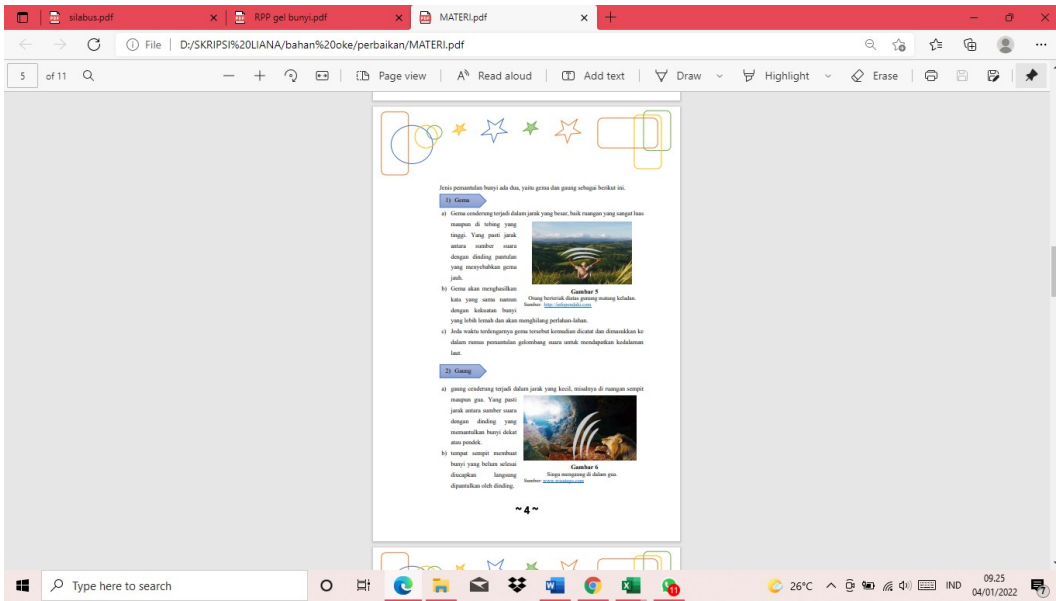 silabus.pdf
RPP gel bunyi.pdf
MATERI.pdf
File
D:/SKRIPSI%20LIANA/bahan%20oke/perbaikan/MATERI.pdf
5
of 11
Page view
Read aloud
Add text
Draw
Highlight
Erase
Jenis pemantulan bunyi ada dua, yaitu gema dan gaung sebagai berikut ini.
1) Gema
a) Gema cenderung terjadi dalam jarak yang besar, baik ruangan yang sangat luas
maupun di tebing yang
tinggi. Yang pasti jarak
antara sumber suara
dengan dinding pantulan
yang menyebabkan gema
jauh.
b) Gema akan menghasilkan
kata yang sama namun
dengan kekuatan bunyi
yang lebih lemah dan akan menghilang perlahan-lahan.
Gambar 5
Orang berteriak diatas gunung matang keladan.
Sumber: http://infopendaki.com
c) Jeda waktu terdengarnya gema tersebut kemudian dicatat dan dimasukkan ke
dalam rumus pemantulan gelombang suara untuk mendapatkan kedalaman
laut.
2) Gaung
a) gaung cenderung terjadi dalam jarak yang kecil, misalnya di ruangan sempit
maupun gua. Yang pasti
jarak antara sumber suara
dengan dinding yang
memantulkan bunyi dekat
atau pendek.
b) tempat sempit membuat
bunyi yang belum selesai
diucapkan langsung
dipantulkan oleh dinding.
Gambar 6
Singa mengaung di dalam gua.
Sumber:
~ 4 ~
Type here to search
11
26°C
IND
09.25
04/01/2022
7